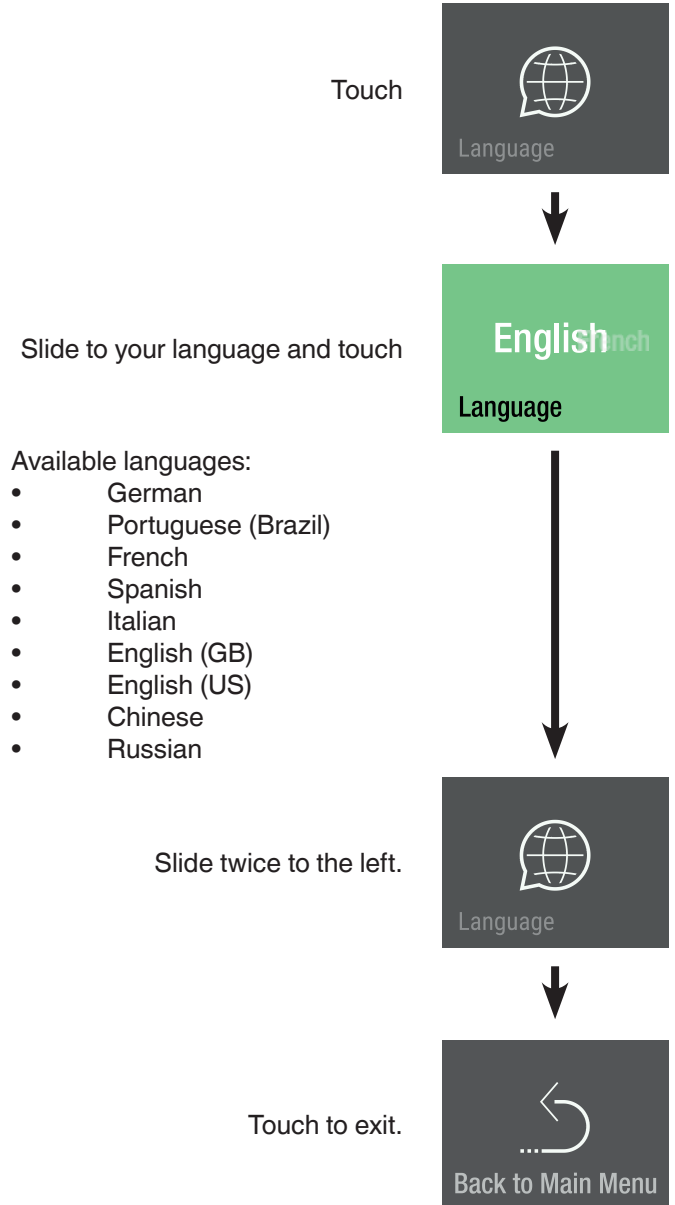 Touch
Language
Slide to your language and touch
English
French
Language
Available languages:
• German
• Portuguese (Brazil)
• French
• Spanish
• Italian
• English (GB)
• English (US)
• Chinese
• Russian
Slide twice to the left.
Language
Touch to exit.
Back to Main Menu